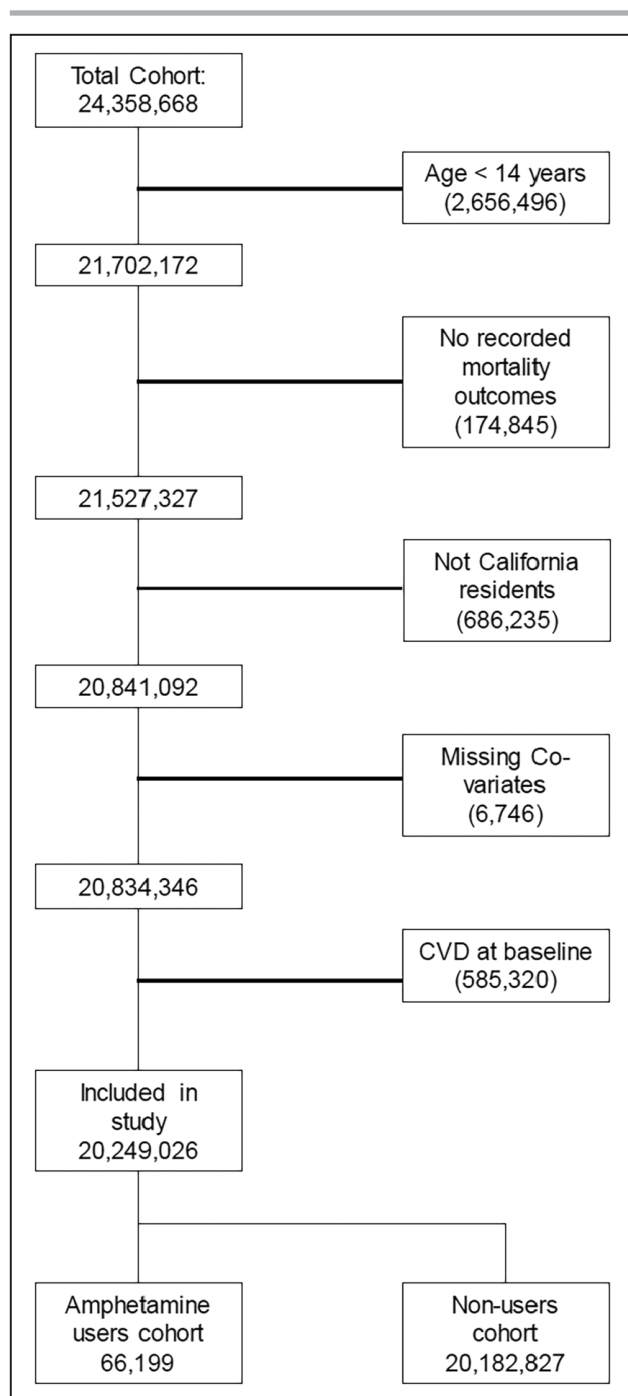 Total Cohort:
24,358,668
Age < 14 years
(2,656,496)
21,702,172
No recorded
mortality
outcomes
(174,845)
21,527,327
Not California
residents
(686,235)
20,841,092
Missing Co-
variates
(6,746)
20,834,346
CVD at baseline
(585,320)
Included in
study
20,249,026
Amphetamine
users cohort
66,199
Non-users
cohort
20,182,827